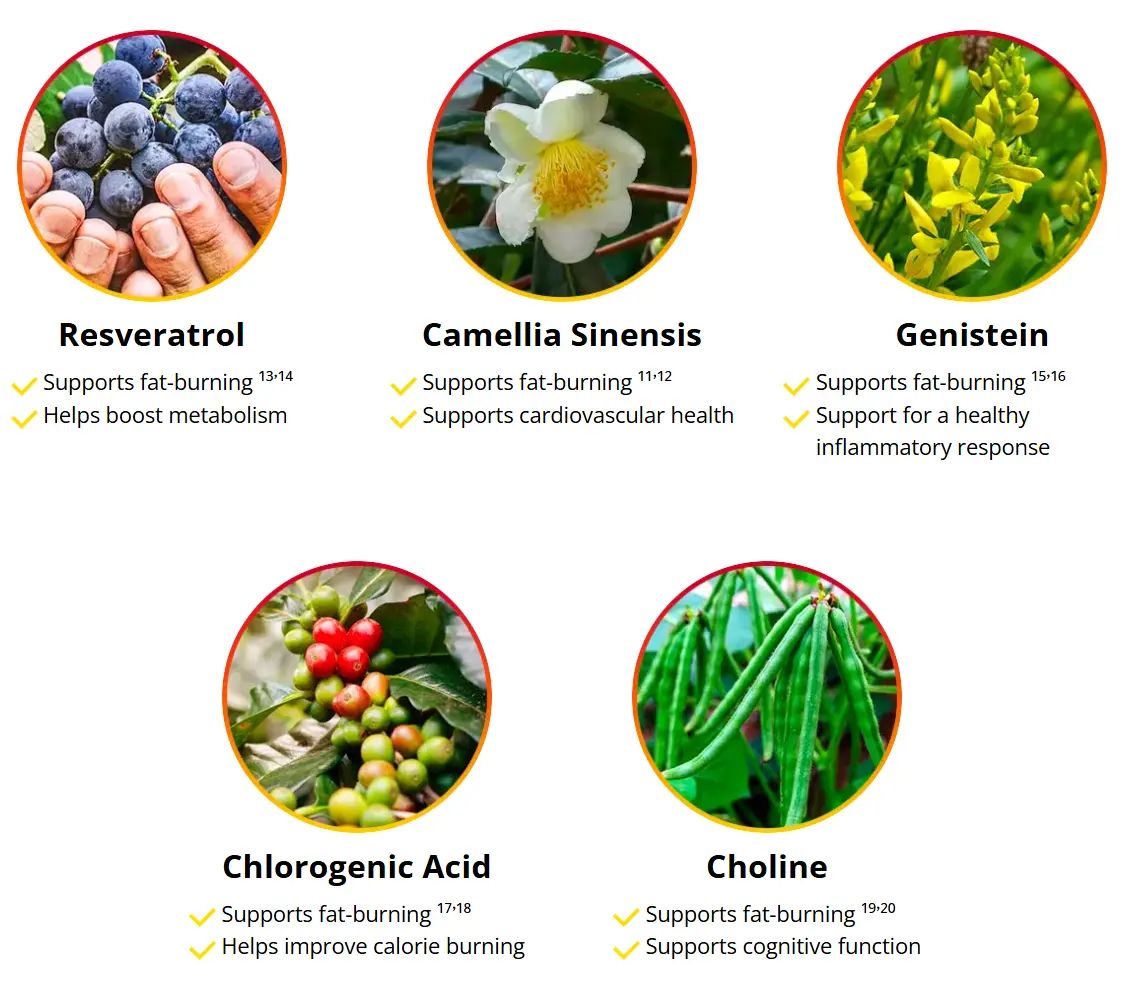 Resveratrol
Supports fat-burning 13,14
Helps boost metabolism
Camellia Sinensis
Supports fat-burning 11,12
Supports cardiovascular health
Genistein
Supports fat-burning 15,16
Support for a healthy
inflammatory response
Chlorogenic Acid
Supports fat-burning 17,18
Helps improve calorie burning
Choline
Supports fat-burning 19,20
Supports cognitive function